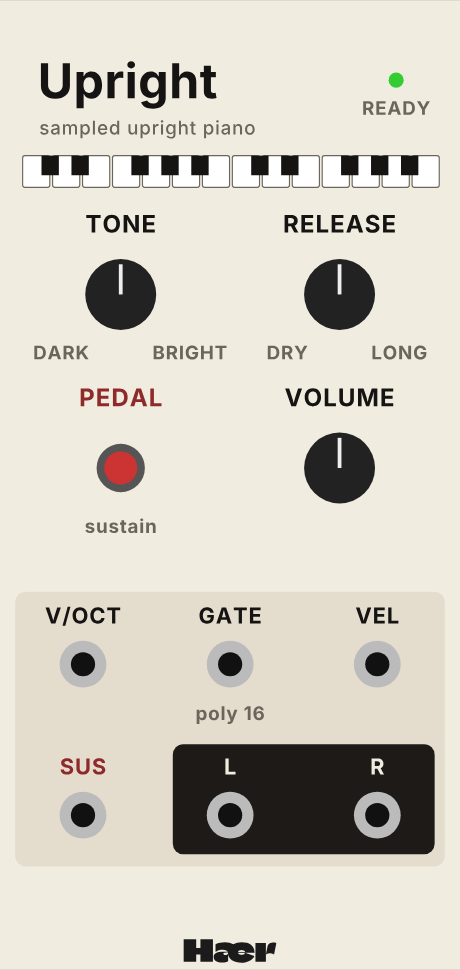 Upright
READY
sampled upright piano
TONE RELEASE
DARK BRIGHT DRY LONG
PEDAL VOLUME
sustain
V/OCT GATE VEL
poly 16
SUS L R
Hær